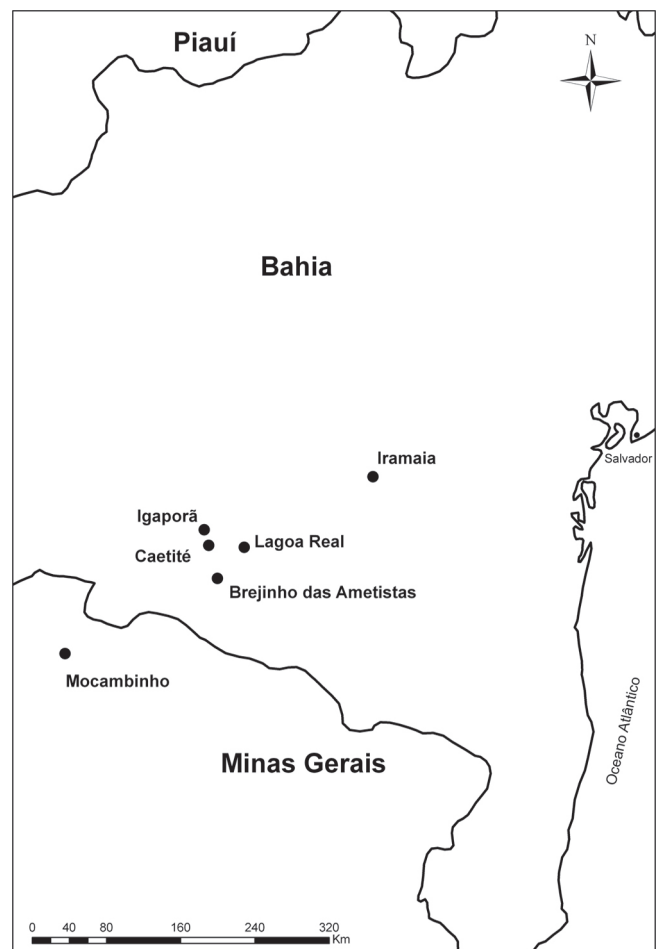 Piauí
N
Bahia
Iramaia
Salvador
Igaporã
Lagoa Real
Caetité
Brejinho das Ametistas
Mocambinho
Oceano Atlântico
Minas Gerais
0 40 80 160 240 320
Km